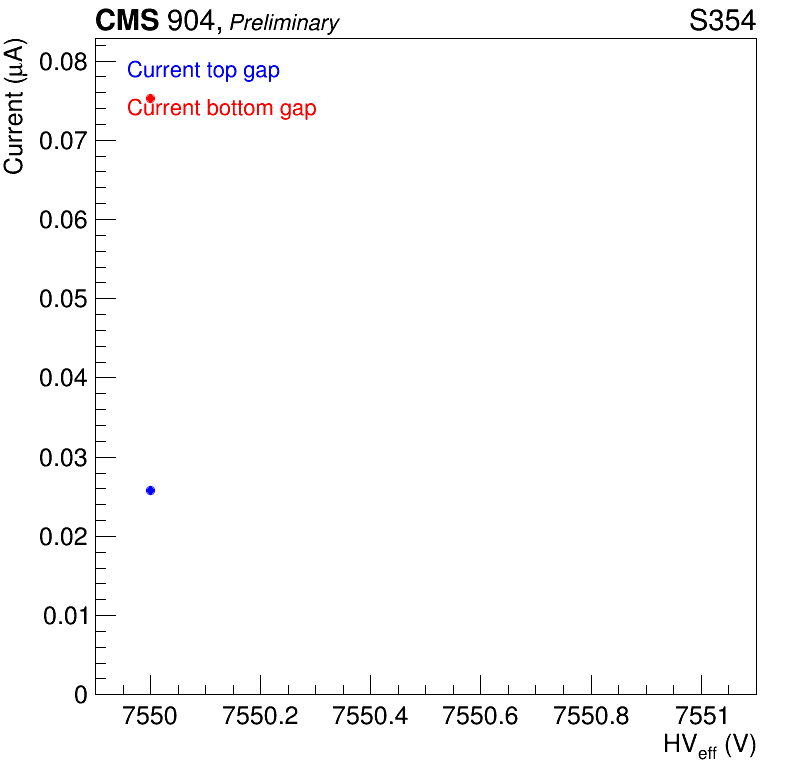 CMS 904, Preliminary
S354
Current (μA)
0.08
0.07
0.06
0.05
0.04
0.03
0.02
0.01
0
Current top gap
Current bottom gap
7550
7550.2
7550.4
7550.6
7550.8
7551
HVeff (V)